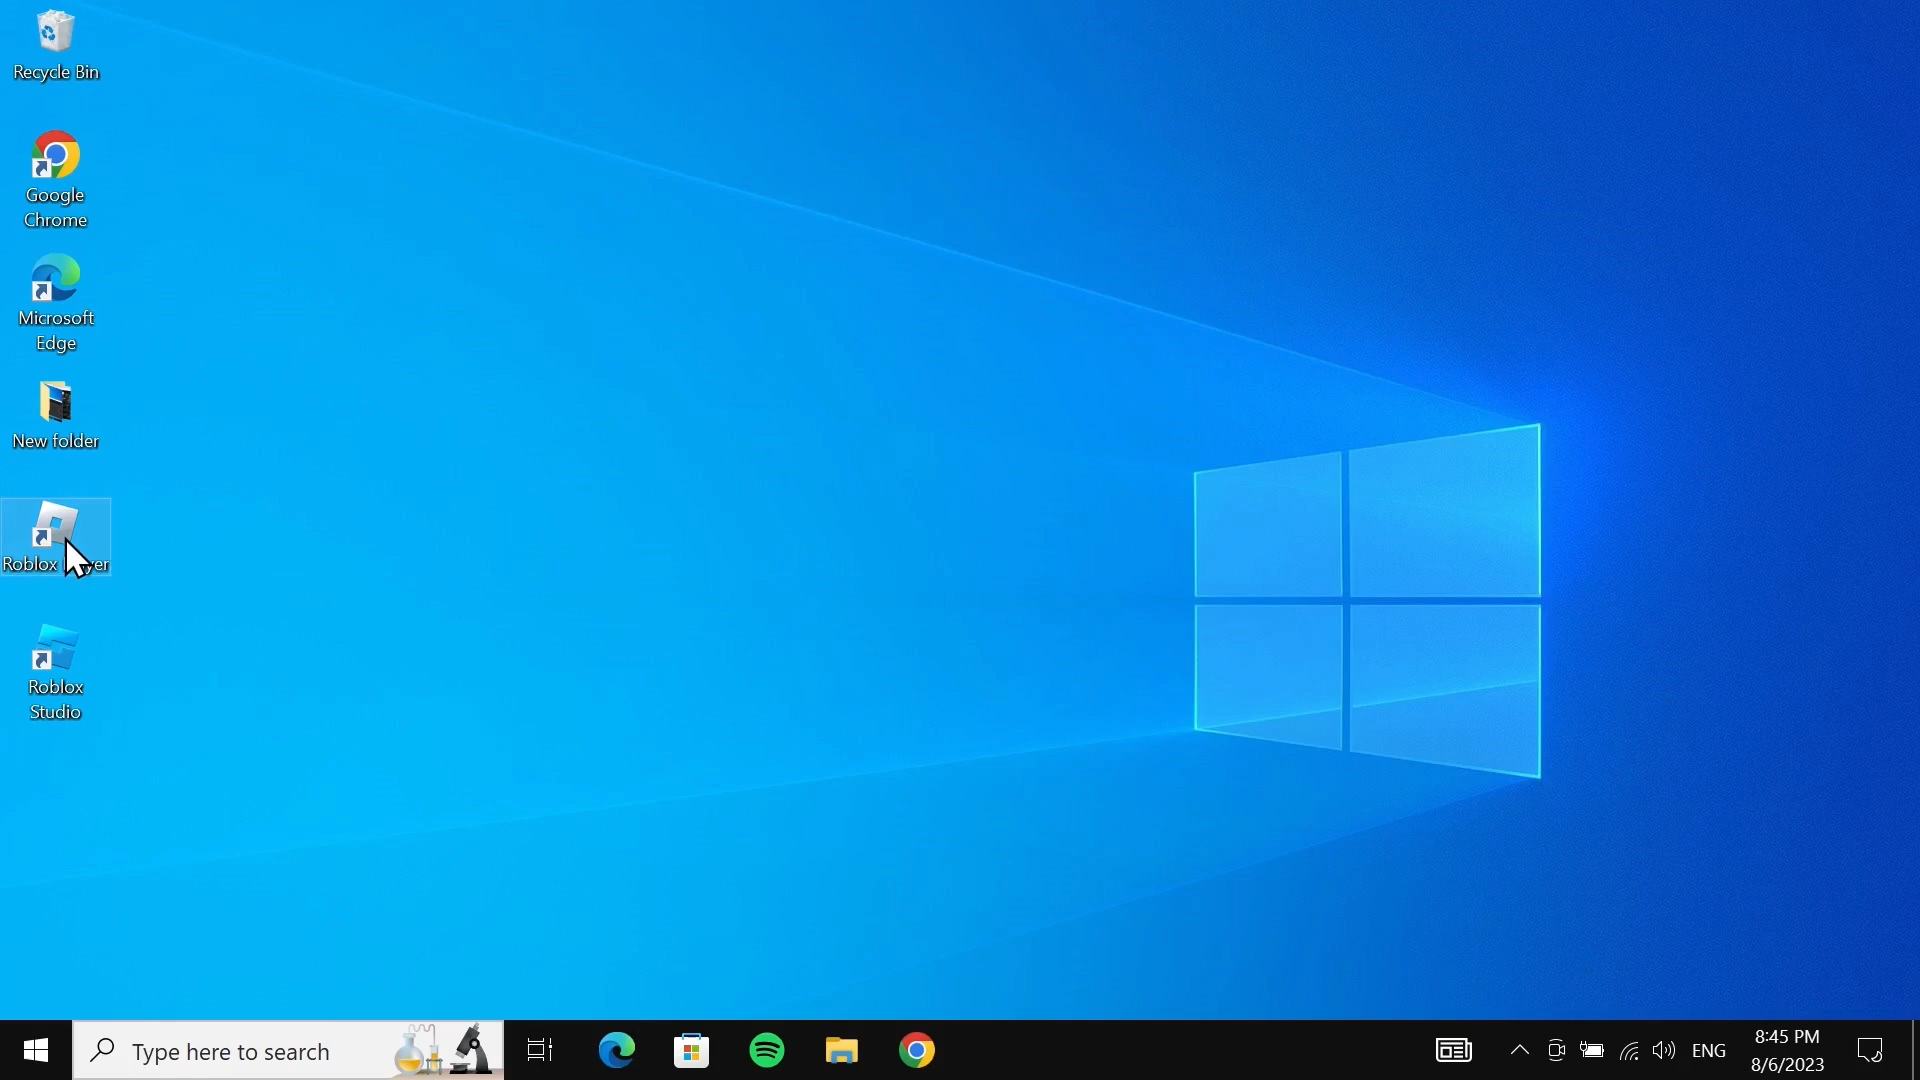 Recycle Bin
Google
Chrome
Microsoft
Edge
New folder
Roblox
Roblox
Studio
Type here to search
ENG
8:45 PM
8/6/2023